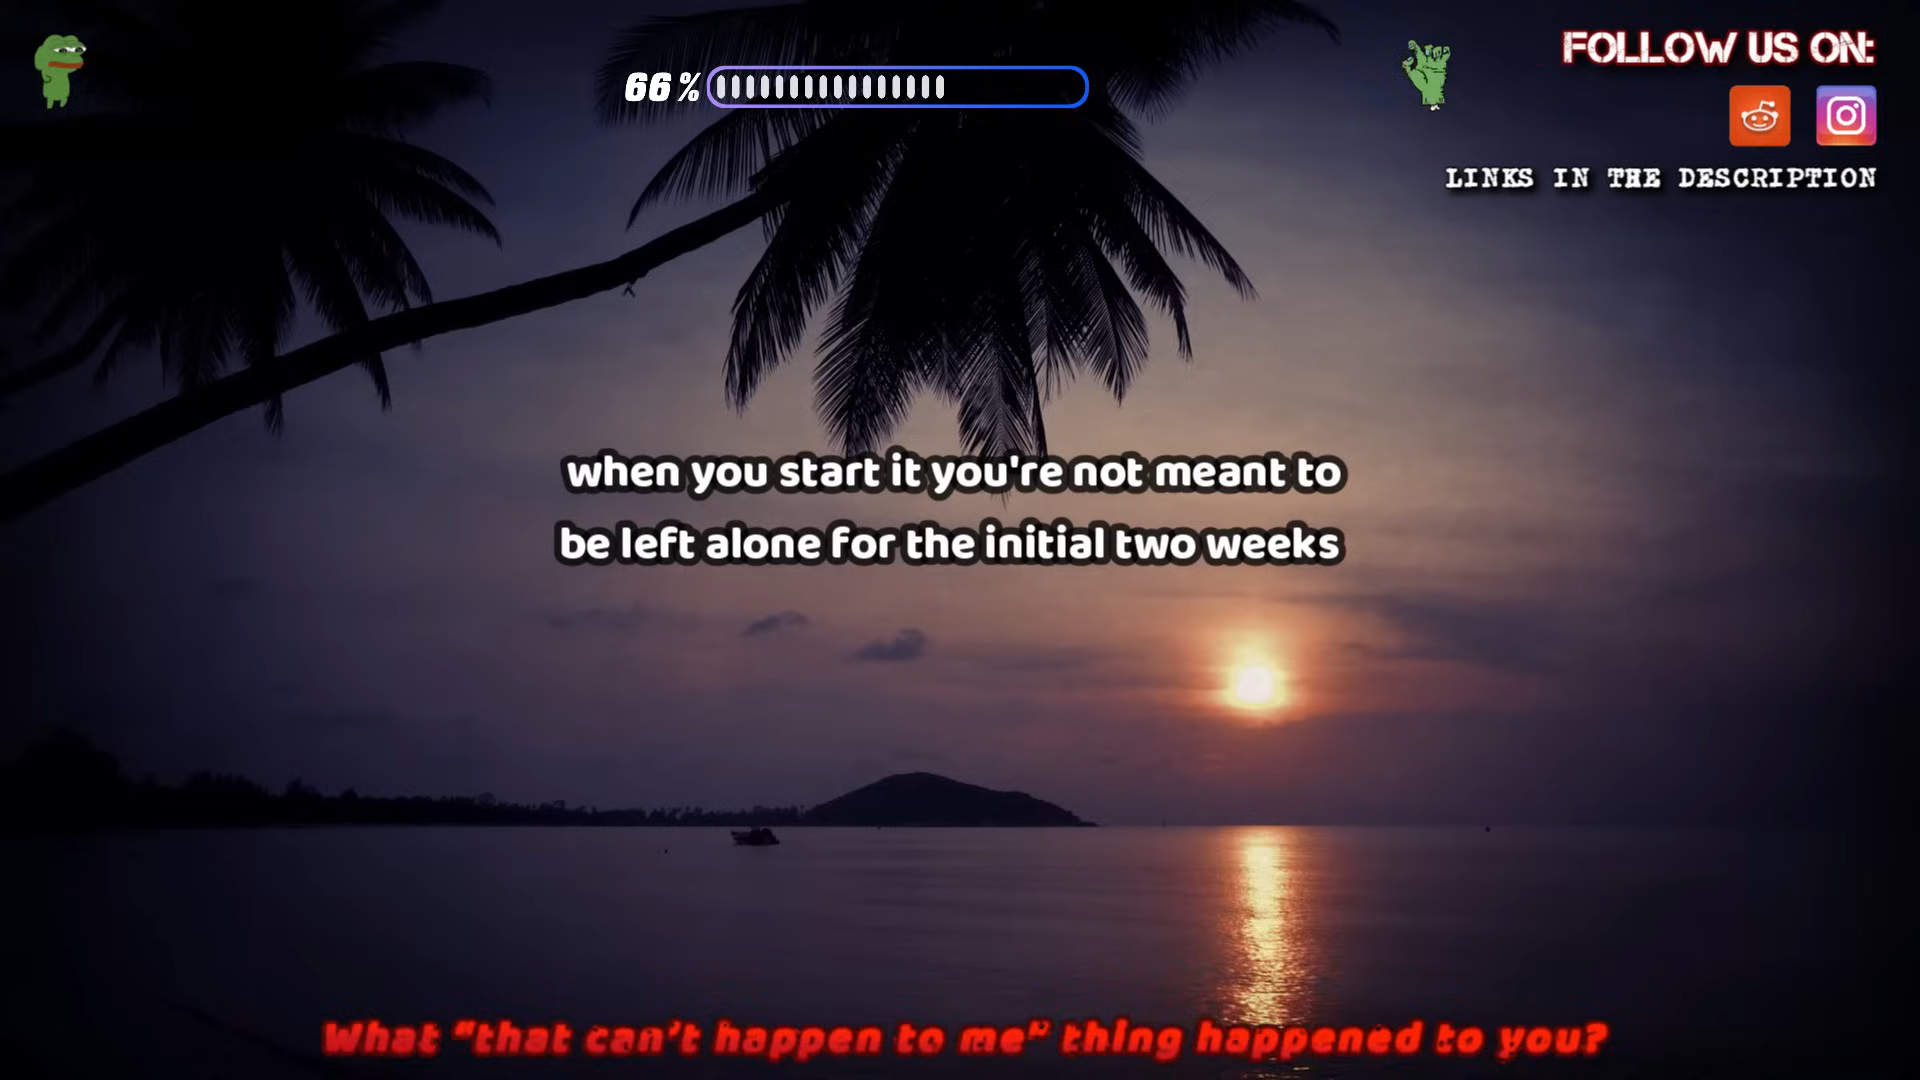 66%
FOLLOW US ON:
LINKS IN THE DESCRIPTION
when you start it you're not meant to
be left alone for the initial two weeks
What “that can’t happen to me” thing happened to you?